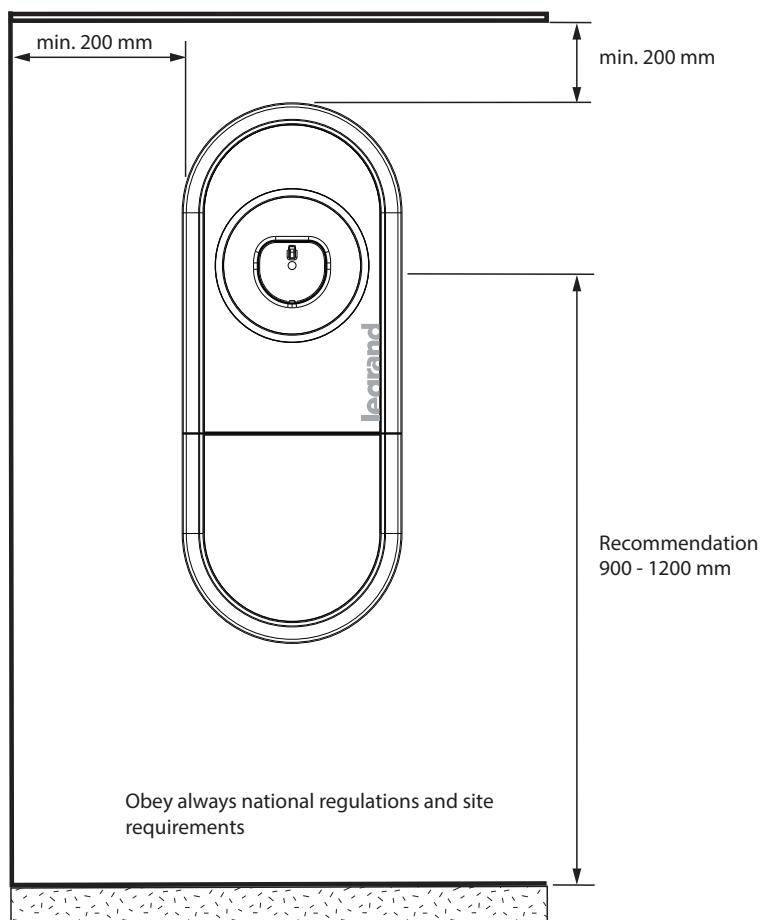 min. 200 mm
min. 200 mm
legrand
Recommendation
900 - 1200 mm
Obey always national regulations and site
requirements